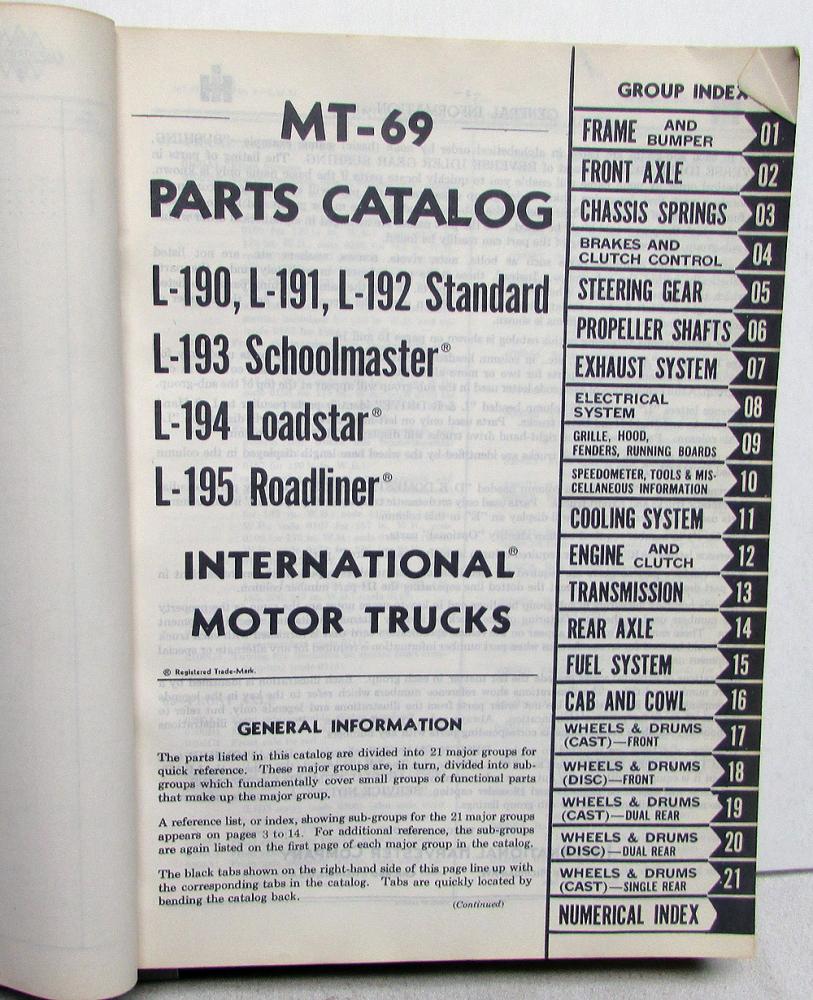 MT-69
PARTS CATALOG
L-190, L-191, L-192 Standard
L-193 Schoolmaster®
L-194 Loadstar®
L-195 Roadliner®
INTERNATIONAL®
MOTOR TRUCKS
® Registered Trade-Mark.
GENERAL INFORMATION
The parts listed in this catalog are divided into 21 major groups for
quick reference. These major groups are, in turn, divided into sub-
groups which fundamentally cover small groups of functional parts
that make up the major group.
A reference list, or index, showing sub-groups for the 21 major groups
appears on pages 3 to 14. For additional reference, the sub-groups
are again listed on the first page of each major group in the catalog.
The black tabs shown on the right-hand side of this page line up with
the corresponding tabs in the catalog. Tabs are quickly located by
bending the catalog back.
(Continued)
GROUP INDEX
FRAME AND BUMPER 01
FRONT AXLE 02
CHASSIS SPRINGS 03
BRAKES AND
CLUTCH CONTROL 04
STEERING GEAR 05
PROPELLER SHAFTS 06
EXHAUST SYSTEM 07
ELECTRICAL
SYSTEM 08
GRILLE, HOOD,
FENDERS, RUNNING BOARDS 09
SPEEDOMETER, TOOLS & MIS-
CELLANEOUS INFORMATION 10
COOLING SYSTEM 11
ENGINE AND CLUTCH 12
TRANSMISSION 13
REAR AXLE 14
FUEL SYSTEM 15
CAB AND COWL 16
WHEELS & DRUMS
(CAST)—FRONT 17
WHEELS & DRUMS
(DISC)—FRONT 18
WHEELS & DRUMS
(CAST)—DUAL REAR 19
WHEELS & DRUMS
(DISC)—DUAL REAR 20
WHEELS & DRUMS
(CAST)—SINGLE REAR 21
NUMERICAL INDEX